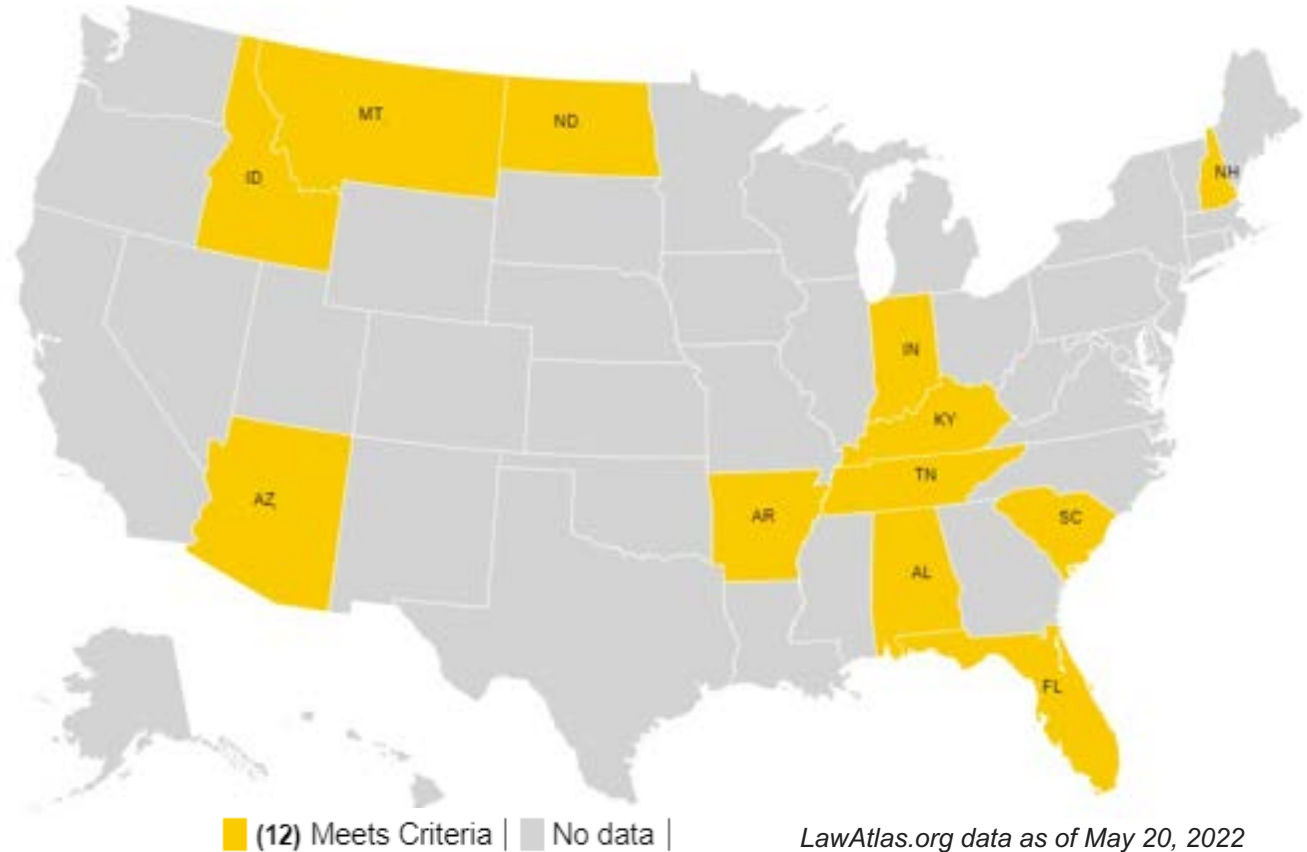 MT
ND
ID
NH
IN
KY
TN
AZ
AR
SC
AL
FL
(12) Meets Criteria | No data |
LawAtlas.org data as of May 20, 2022